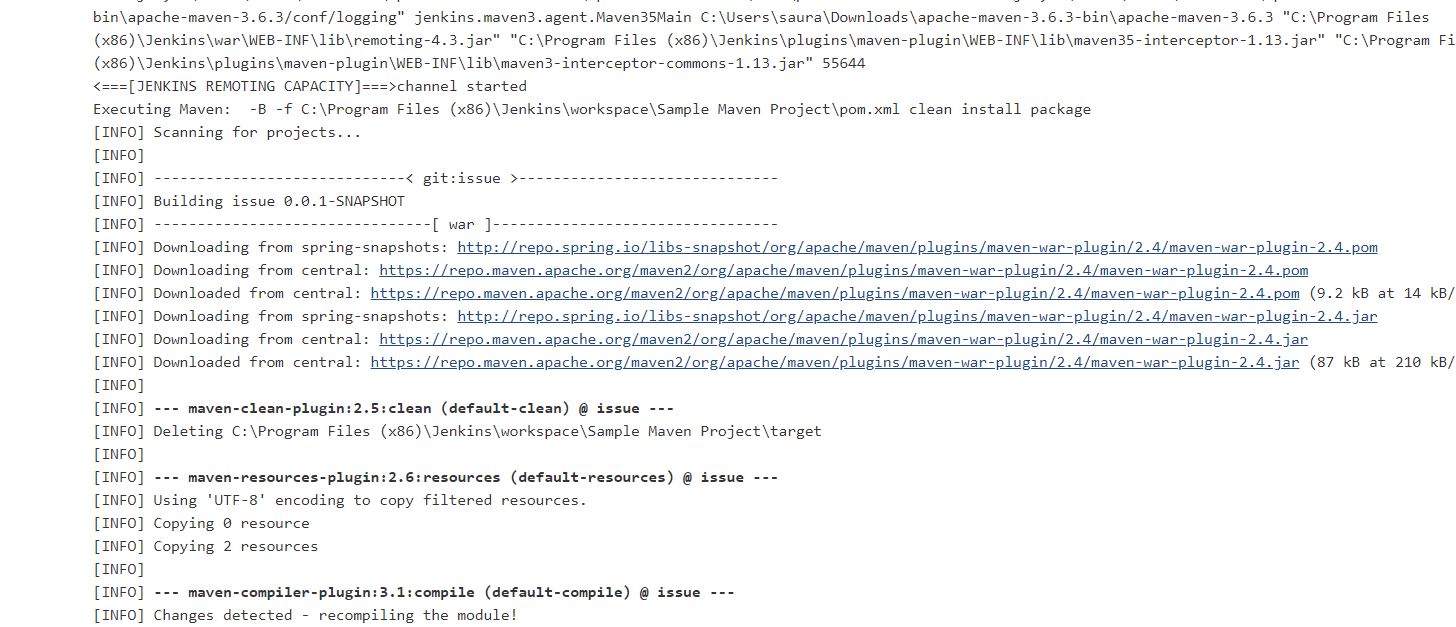 bin\apache-maven-3.6.3/conf/logging" jenkins.maven3.agent.Maven35Main C:\Users\saura\Downloads\apache-maven-3.6.3-bin\apache-maven-3.6.3 "C:\Program Files
(x86)\Jenkins\war\WEB-INF\lib\remoting-4.3.jar" "C:\Program Files (x86)\Jenkins\plugins\maven-plugin\WEB-INF\lib\maven35-interceptor-1.13.jar" "C:\Program Fi
(x86)\Jenkins\plugins\maven-plugin\WEB-INF\lib\maven3-interceptor-commons-1.13.jar" 55644
<===[JENKINS REMOTING CAPACITY]===>channel started
Executing Maven:  -B -f C:\Program Files (x86)\Jenkins\workspace\Sample Maven Project\pom.xml clean install package
[INFO] Scanning for projects...
[INFO]
[INFO] -----------------------------< git:issue >------------------------------
[INFO] Building issue 0.0.1-SNAPSHOT
[INFO] --------------------------------[ war ]---------------------------------
[INFO] Downloading from spring-snapshots: http://repo.spring.io/libs-snapshot/org/apache/maven/plugins/maven-war-plugin/2.4/maven-war-plugin-2.4.pom
[INFO] Downloading from central: https://repo.maven.apache.org/maven2/org/apache/maven/plugins/maven-war-plugin/2.4/maven-war-plugin-2.4.pom
[INFO] Downloaded from central: https://repo.maven.apache.org/maven2/org/apache/maven/plugins/maven-war-plugin/2.4/maven-war-plugin-2.4.pom (9.2 kB at 14 kB/
[INFO] Downloading from spring-snapshots: http://repo.spring.io/libs-snapshot/org/apache/maven/plugins/maven-war-plugin/2.4/maven-war-plugin-2.4.jar
[INFO] Downloading from central: https://repo.maven.apache.org/maven2/org/apache/maven/plugins/maven-war-plugin/2.4/maven-war-plugin-2.4.jar
[INFO] Downloaded from central: https://repo.maven.apache.org/maven2/org/apache/maven/plugins/maven-war-plugin/2.4/maven-war-plugin-2.4.jar (87 kB at 210 kB/
[INFO]
[INFO] --- maven-clean-plugin:2.5:clean (default-clean) @ issue ---
[INFO] Deleting C:\Program Files (x86)\Jenkins\workspace\Sample Maven Project\target
[INFO]
[INFO] --- maven-resources-plugin:2.6:resources (default-resources) @ issue ---
[INFO] Using 'UTF-8' encoding to copy filtered resources.
[INFO] Copying 0 resource
[INFO] Copying 2 resources
[INFO]
[INFO] --- maven-compiler-plugin:3.1:compile (default-compile) @ issue ---
[INFO] Changes detected - recompiling the module!